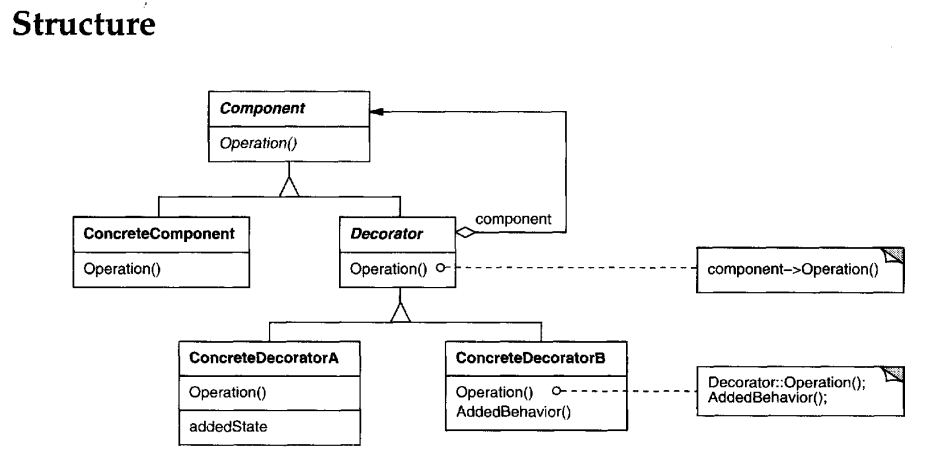 Structure
Component
Operation()
component
ConcreteComponent
Operation()
Decorator
Operation()
component−>Operation()
ConcreteDecoratorA
Operation()
addedState
ConcreteDecoratorB
Operation()
AddedBehavior()
Decorator::Operation();
AddedBehavior();